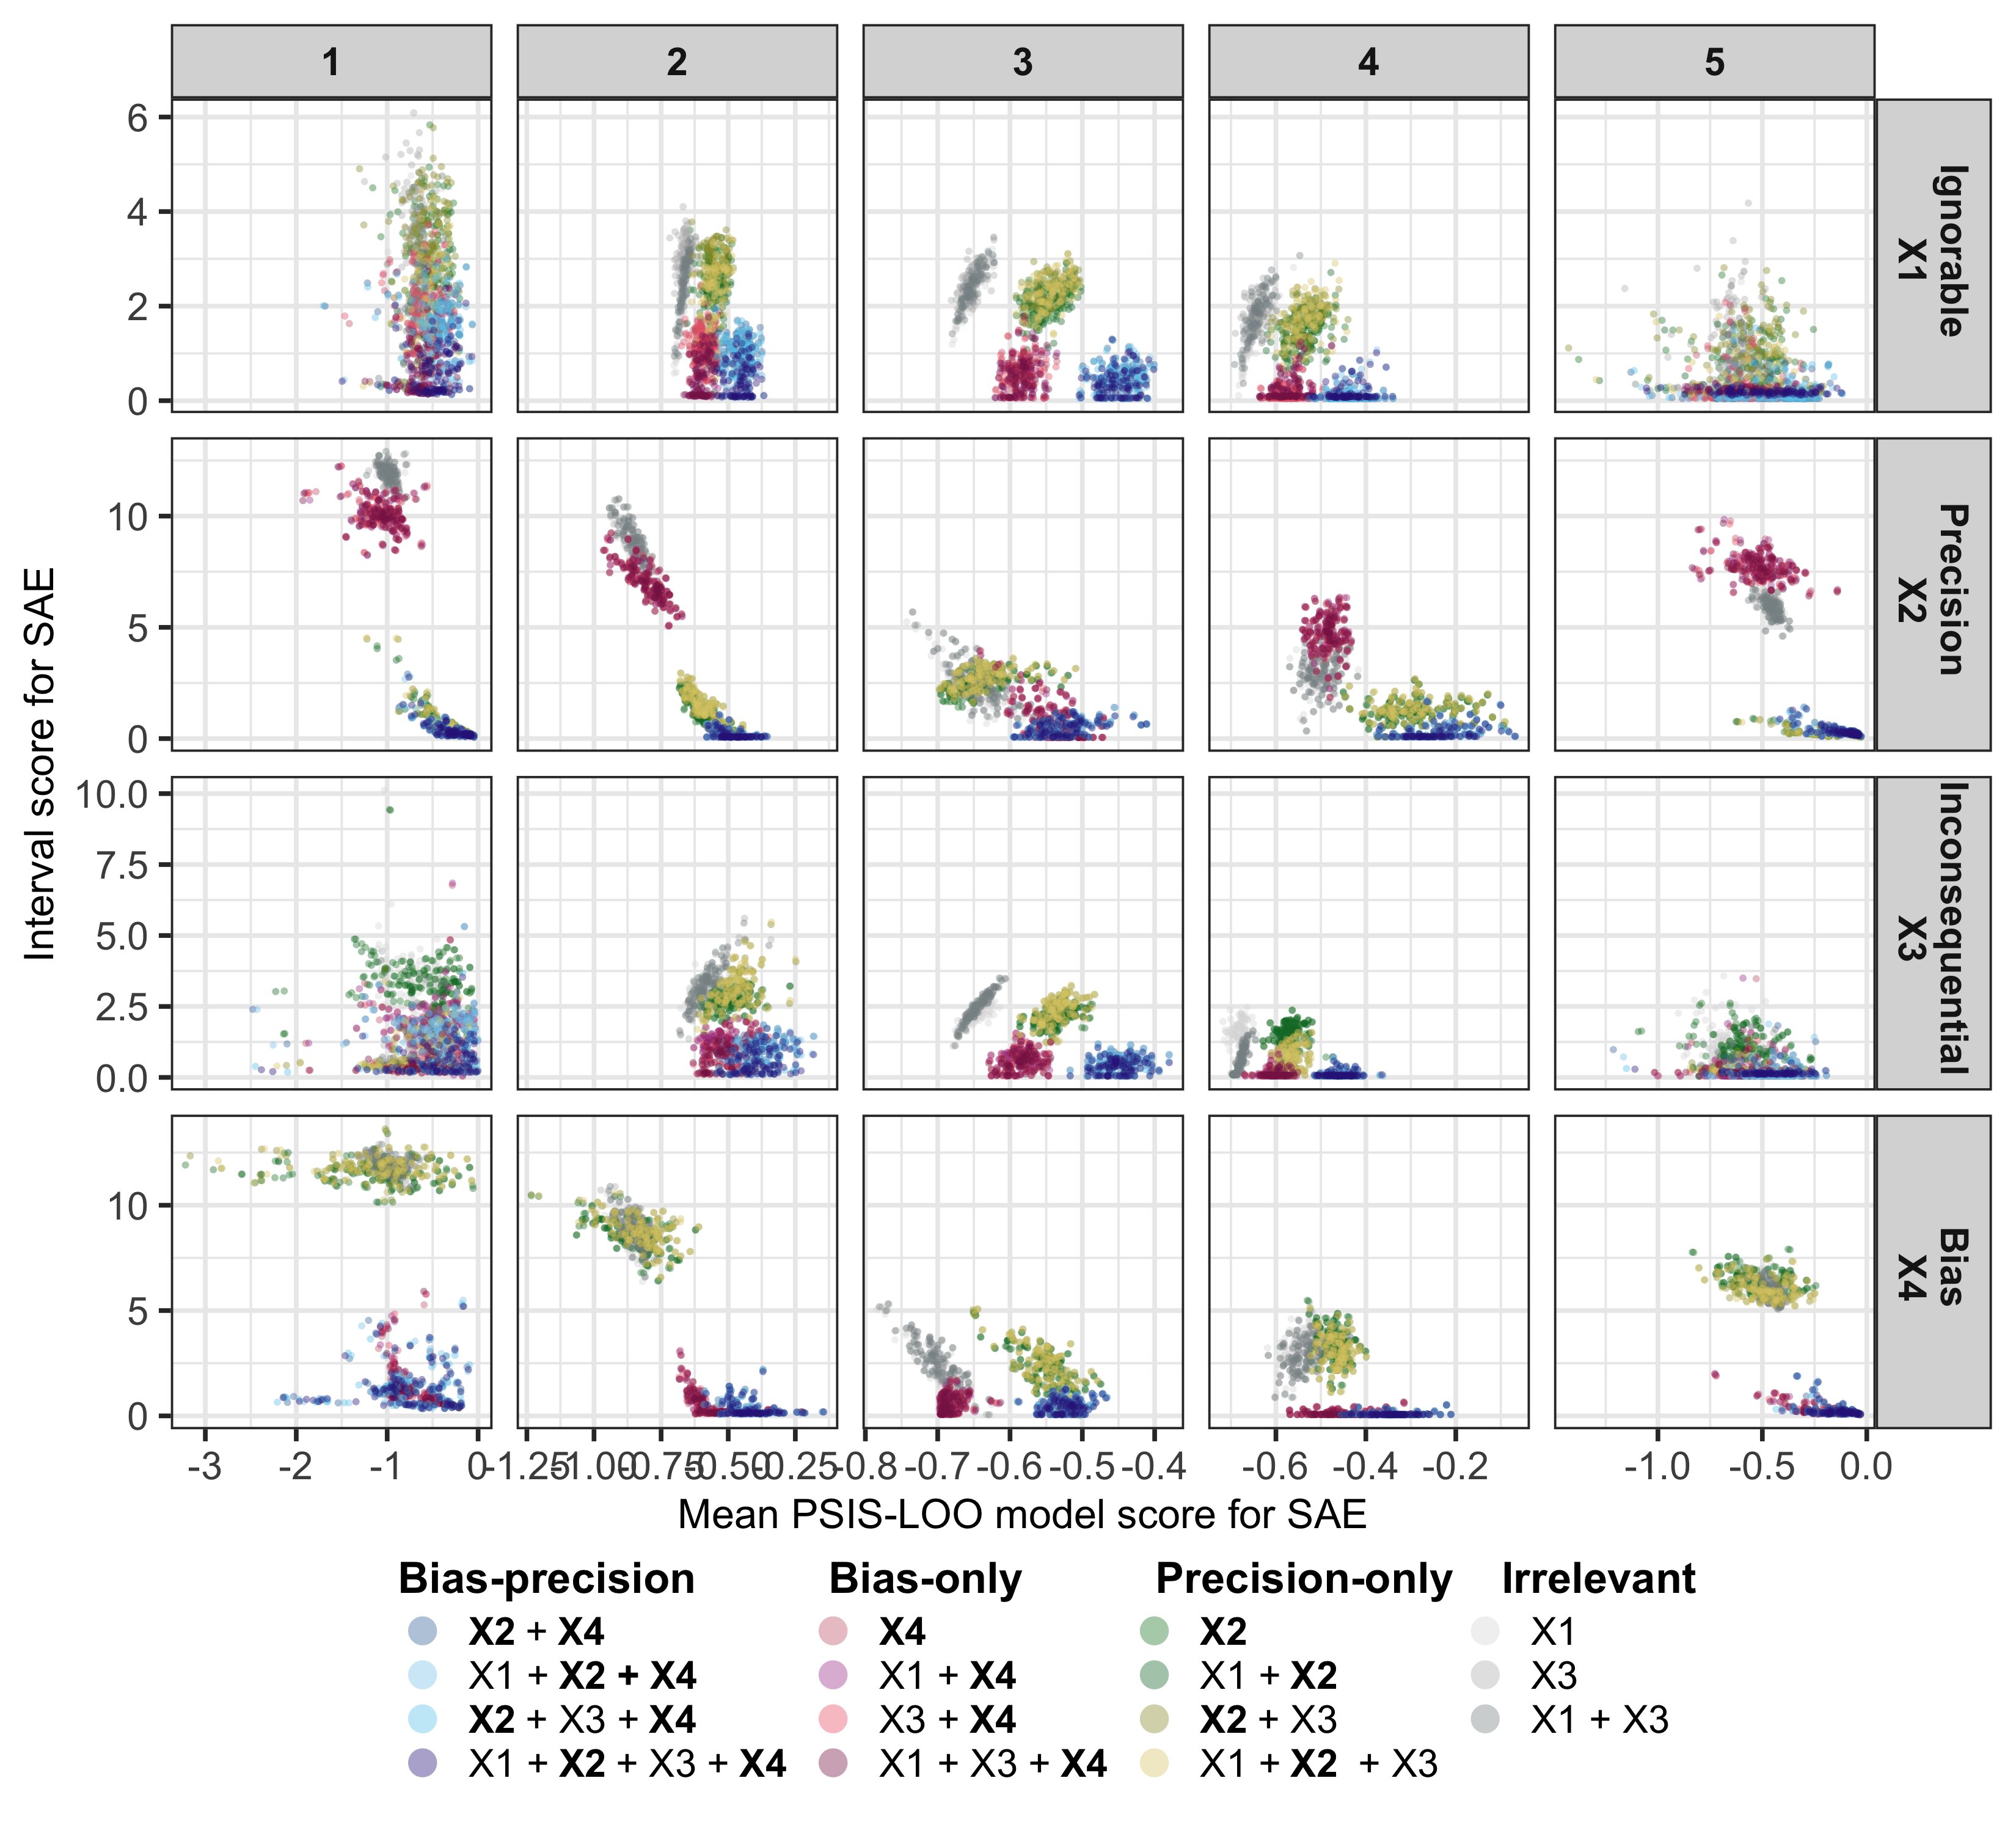 1 2 3 4 5
6
4
2
0
Ignorable
X1
10
5
0
Precision
X2
10.0
7.5
5.0
2.5
0.0
Inconsequential
X3
10
5
0
Bias
X4
Interval score for SAE
-3 -2 -1 0 -1.25 -1.00 -0.75 -0.50 -0.25 -0.8 -0.7 -0.6 -0.5 -0.4 -0.6 -0.4 -0.2 -1.0 -0.5 0.0
Mean PSIS-LOO model score for SAE
Bias-precision Bias-only Precision-only Irrelevant
X2 + X4 X4 X2 X1
X1 + X2 + X4 X1 + X4 X1 + X2 X3
X2 + X3 + X4 X3 + X4 X2 + X3 X1 + X3
X1 + X2 + X3 + X4 X1 + X3 + X4 X1 + X2 + X3